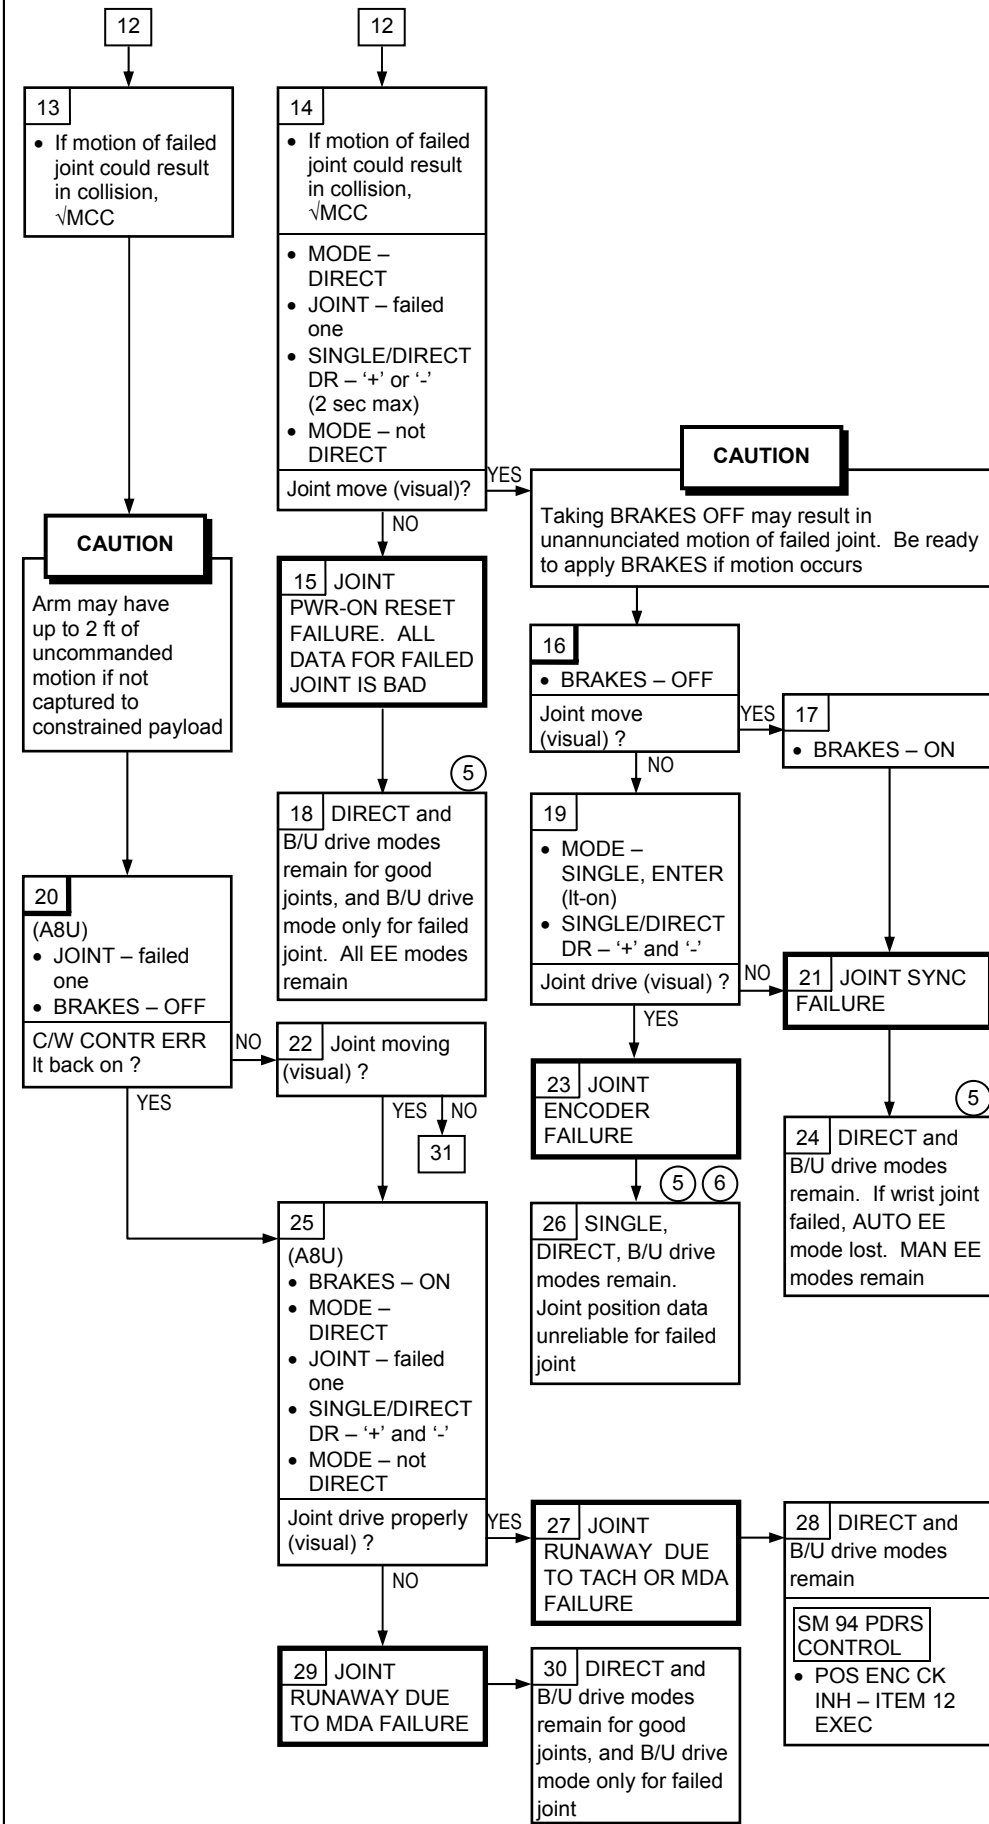 12
13
• If motion of failed
joint could result
in collision,
√MCC
CAUTION
Arm may have
up to 2 ft of
uncommanded
motion if not
captured to
constrained payload
20
(A8U)
• JOINT – failed
one
• BRAKES – OFF
C/W CONTR ERR
lt back on ?
NO
YES
12
14
• If motion of failed
joint could result
in collision,
√MCC
• MODE –
DIRECT
• JOINT – failed
one
• SINGLE/DIRECT
DR – ‘+’ or ‘-’
(2 sec max)
• MODE – not
DIRECT
Joint move (visual)?
YES
NO
15 JOINT
PWR-ON RESET
FAILURE. ALL
DATA FOR FAILED
JOINT IS BAD
5
18 DIRECT and
B/U drive modes
remain for good
joints, and B/U drive
mode only for failed
joint. All EE modes
remain
22 Joint moving
(visual) ?
YES
NO
31
25
(A8U)
• BRAKES – ON
• MODE –
DIRECT
• JOINT – failed
one
• SINGLE/DIRECT
DR – ‘+’ and ‘-’
• MODE – not
DIRECT
Joint drive properly
(visual) ?
YES
NO
29 JOINT
RUNAWAY DUE
TO MDA FAILURE
CAUTION
Taking BRAKES OFF may result in
unannunciated motion of failed joint. Be ready
to apply BRAKES if motion occurs
16
• BRAKES – OFF
Joint move
(visual) ?
YES
NO
17
• BRAKES – ON
19
• MODE –
SINGLE, ENTER
(lt-on)
• SINGLE/DIRECT
DR – ‘+’ and ‘-’
Joint drive (visual) ?
NO
YES
21 JOINT SYNC
FAILURE
23 JOINT
ENCODER
FAILURE
5
24 DIRECT and
B/U drive modes
remain. If wrist joint
failed, AUTO EE
mode lost. MAN EE
modes remain
5 6
26 SINGLE,
DIRECT, B/U drive
modes remain.
Joint position data
unreliable for failed
joint
27 JOINT
RUNAWAY DUE
TO TACH OR MDA
FAILURE
28 DIRECT and
B/U drive modes
remain
SM 94 PDRS
CONTROL
• POS ENC CK
INH – ITEM 12
EXEC
30 DIRECT and
B/U drive modes
remain for good
joints, and B/U drive
mode only for failed
joint